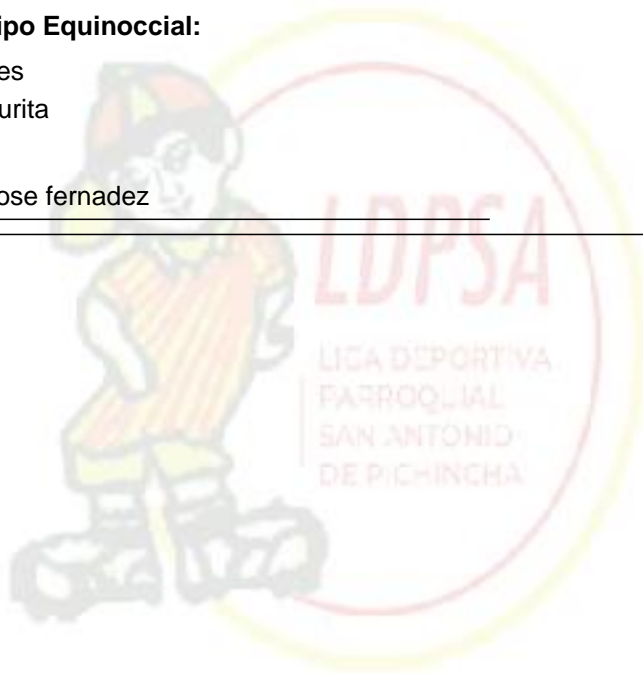 ipo Equinoccial:
es
urita
ose fernadez
LDPSA
LIGA DEPORTIVA
PARROQUIAL
SAN ANTONIO
DE PICHINCHA